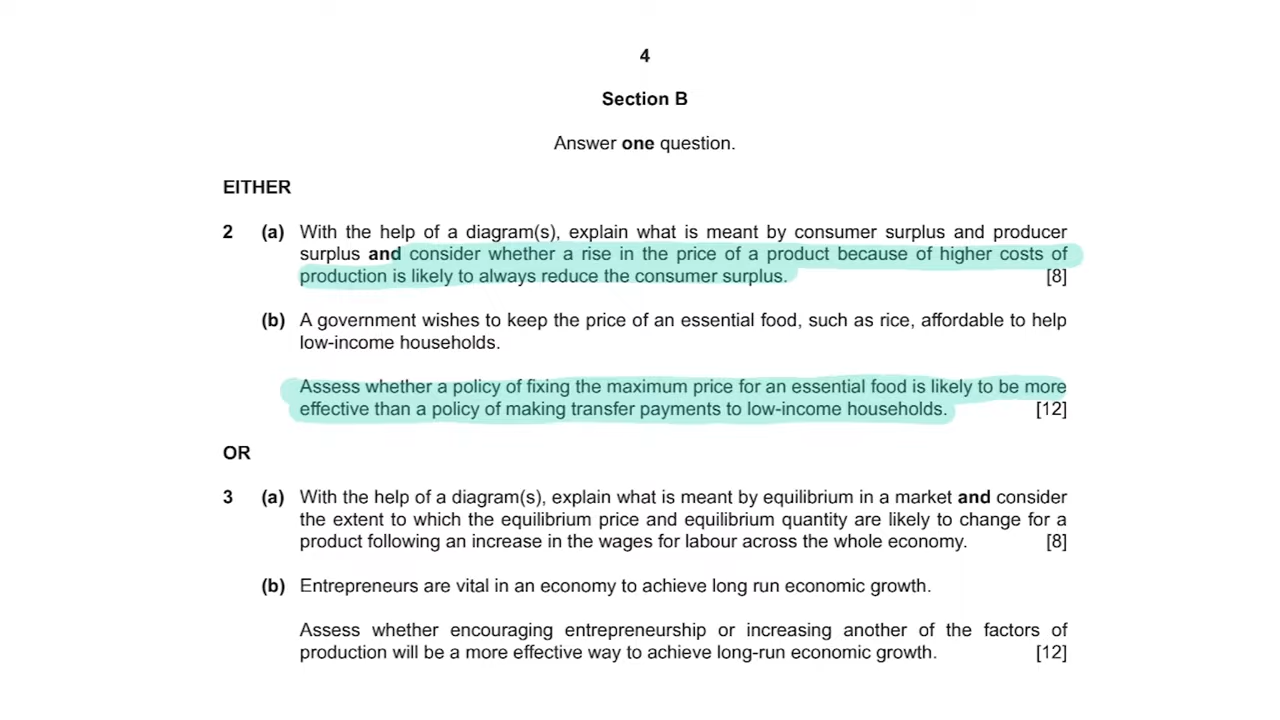 4
Section B
Answer one question.
EITHER
2 (a) With the help of a diagram(s), explain what is meant by consumer surplus and producer
surplus and consider whether a rise in the price of a product because of higher costs of
production is likely to always reduce the consumer surplus. [8]
(b) A government wishes to keep the price of an essential food, such as rice, affordable to help
low-income households.
Assess whether a policy of fixing the maximum price for an essential food is likely to be more
effective than a policy of making transfer payments to low-income households. [12]
OR
3 (a) With the help of a diagram(s), explain what is meant by equilibrium in a market and consider
the extent to which the equilibrium price and equilibrium quantity are likely to change for a
product following an increase in the wages for labour across the whole economy. [8]
(b) Entrepreneurs are vital in an economy to achieve long run economic growth.
Assess whether encouraging entrepreneurship or increasing another of the factors of
production will be a more effective way to achieve long-run economic growth. [12]